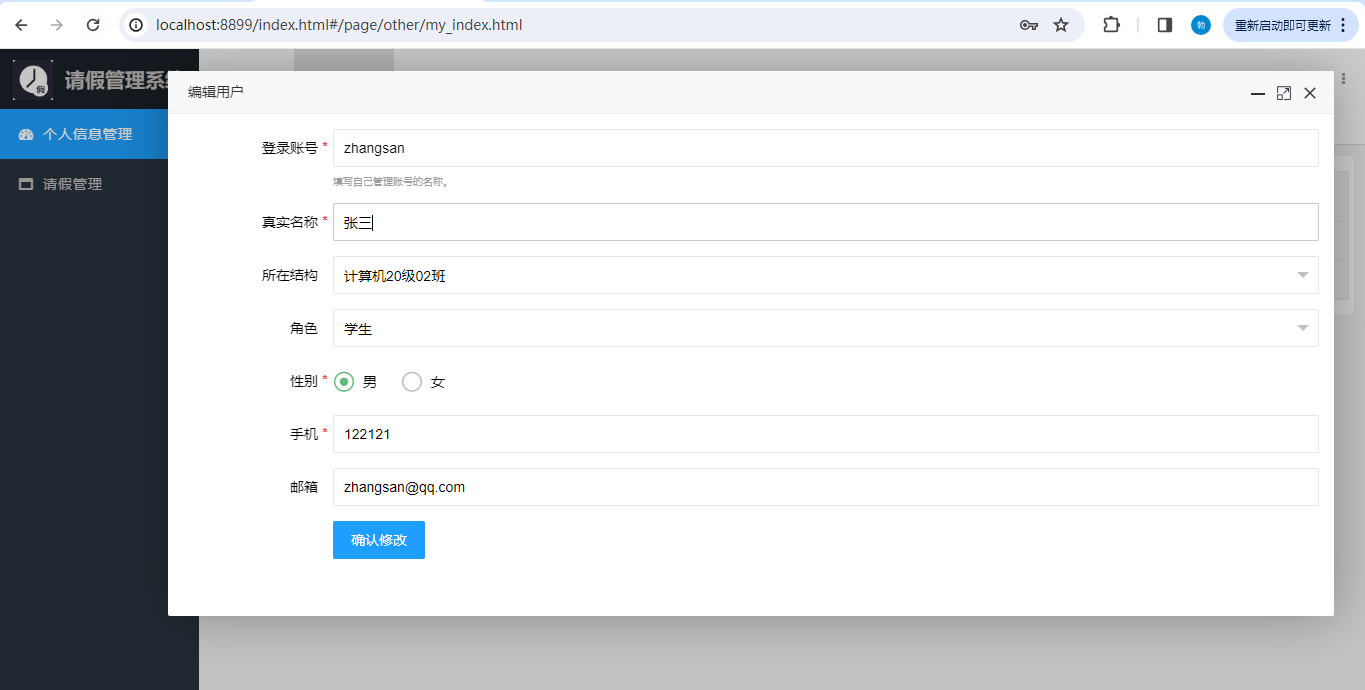 localhost:8899/index.html#/page/other/my_index.html
勃
重新启动即可更新
假
请假管理系统
个人信息管理
请假管理
编辑用户
登录账号 *
zhangsan
填写自己管理账号的名称。
真实名称 *
张三
所在结构
计算机20级02班
角色
学生
性别 *
男
女
手机 *
122121
邮箱
zhangsan@qq.com
确认修改